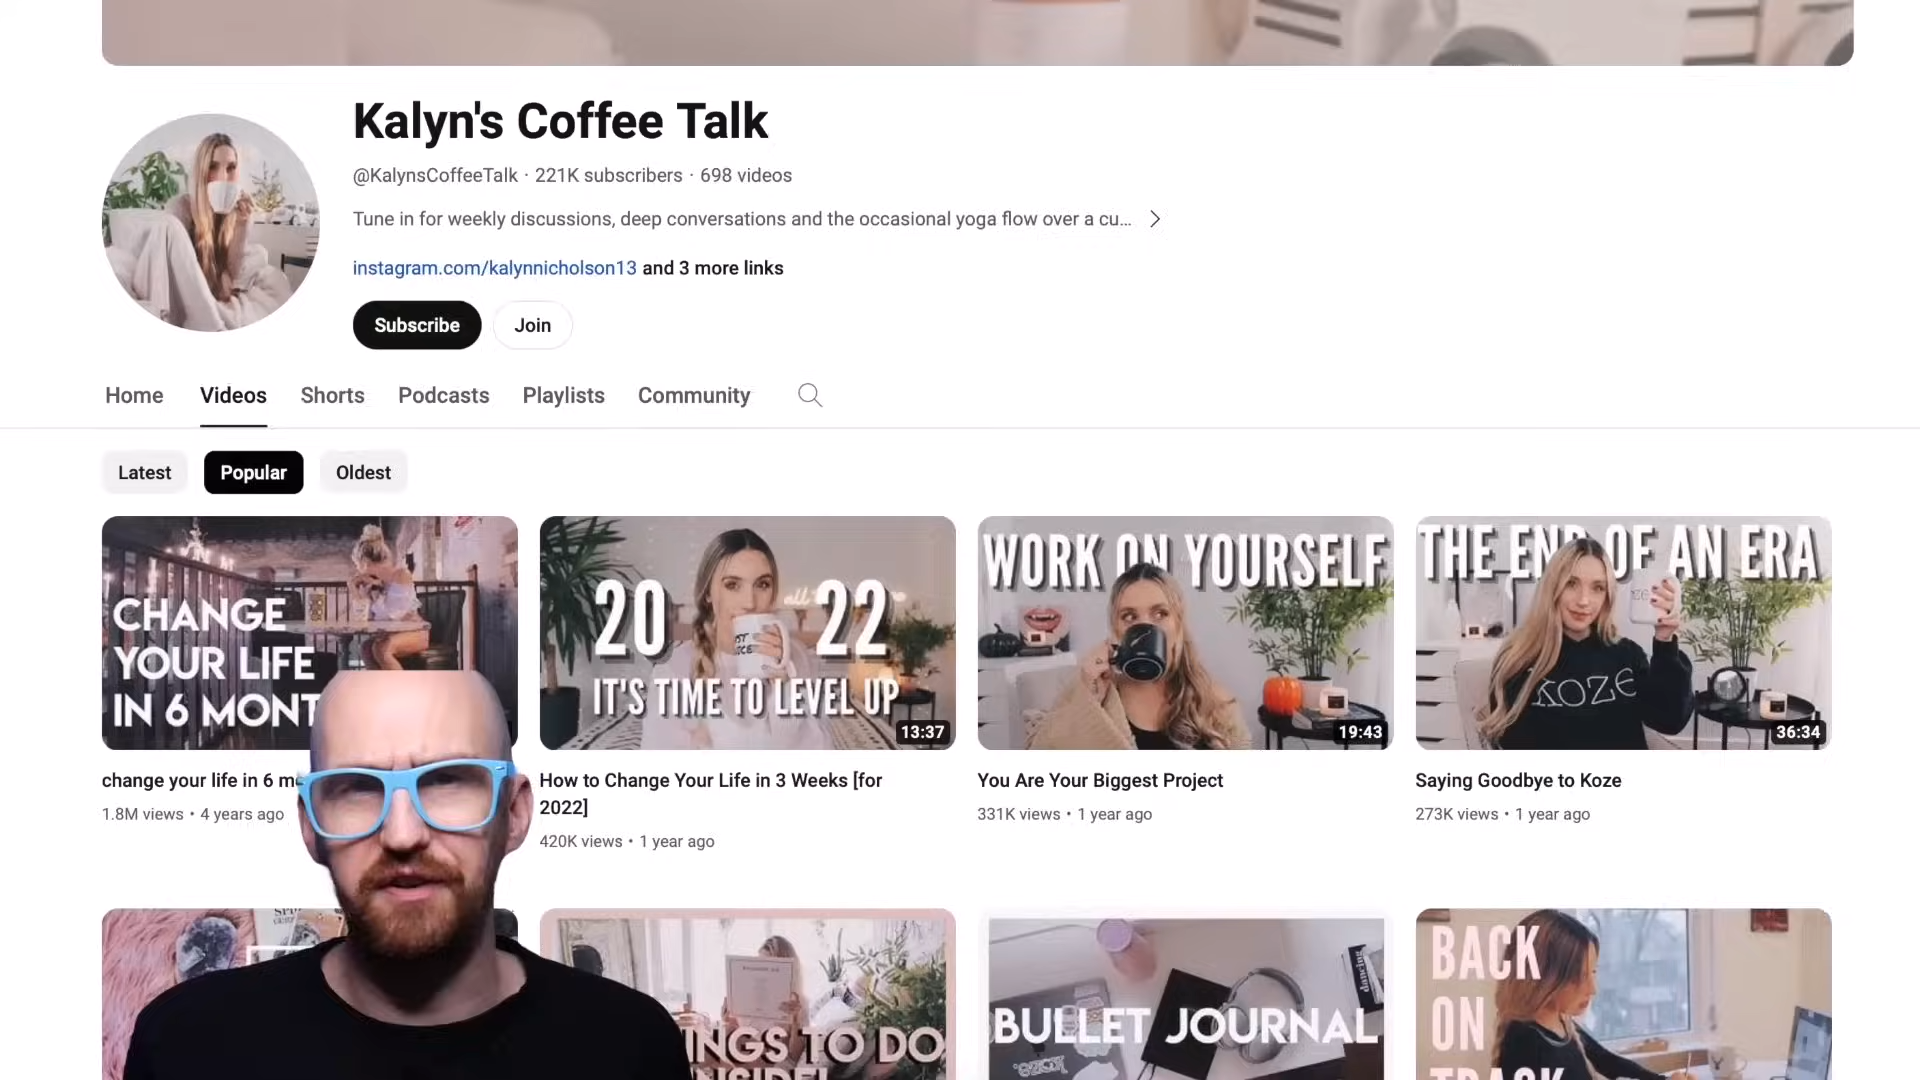 Kalyn's Coffee Talk
@KalynsCoffeeTalk · 221K subscribers · 698 videos
Tune in for weekly discussions, deep conversations and the occasional yoga flow over a cu...
instagram.com/kalynnicholson13 and 3 more links
Subscribe Join
Home Videos Shorts Podcasts Playlists Community
Latest Popular Oldest
CHANGE
YOUR LIFE
IN 6 MONT
20 22
IT'S TIME TO LEVEL UP
13:37
WORK ON YOURSELF
19:43
THE END OF AN ERA
KOZE
36:34
change your life in 6 m
1.8M views • 4 years ago
How to Change Your Life in 3 Weeks [for
2022]
420K views • 1 year ago
You Are Your Biggest Project
331K views • 1 year ago
Saying Goodbye to Koze
273K views • 1 year ago
INGS TO DO
BULLET JOURNAL
dancing
BACK
ON
TRACK